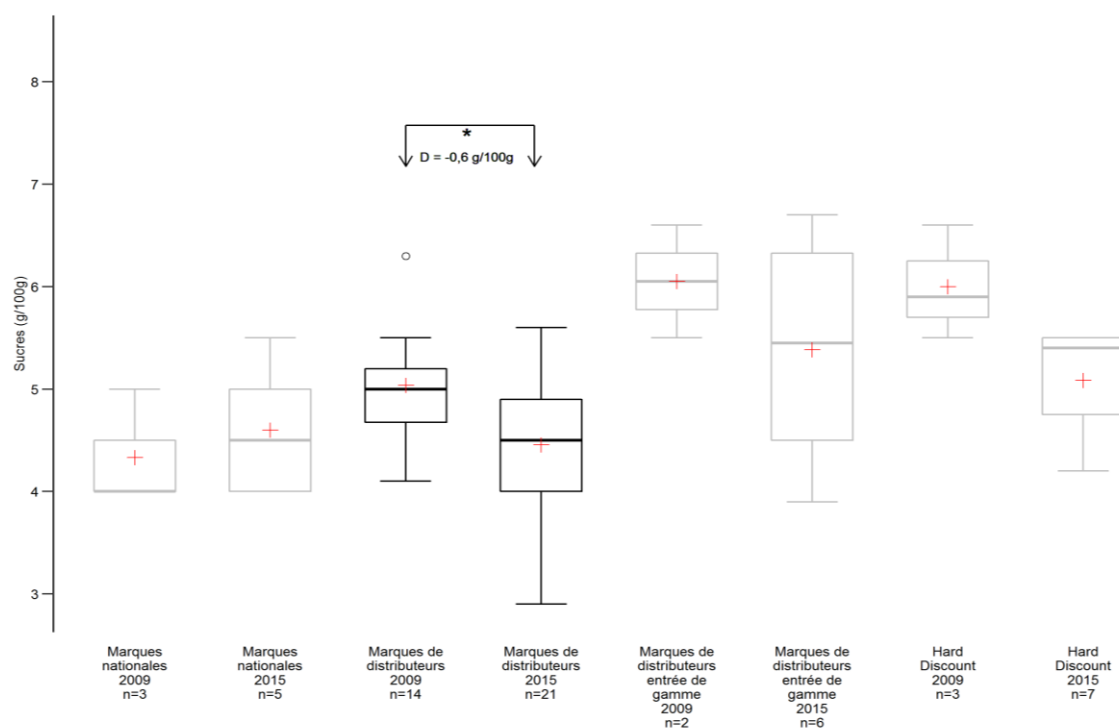 8
7
6
5
4
3
Sucres (g/100g)
*
D = -0,6 g/100g
Marques
nationales
2009
n=3
Marques
nationales
2015
n=5
Marques de
distributeurs
2009
n=14
Marques de
distributeurs
2015
n=21
Marques de
distributeurs
entrée de
gamme
2009
n=2
Marques de
distributeurs
entrée de
gamme
2015
n=6
Hard
Discount
2009
n=3
Hard
Discount
2015
n=7